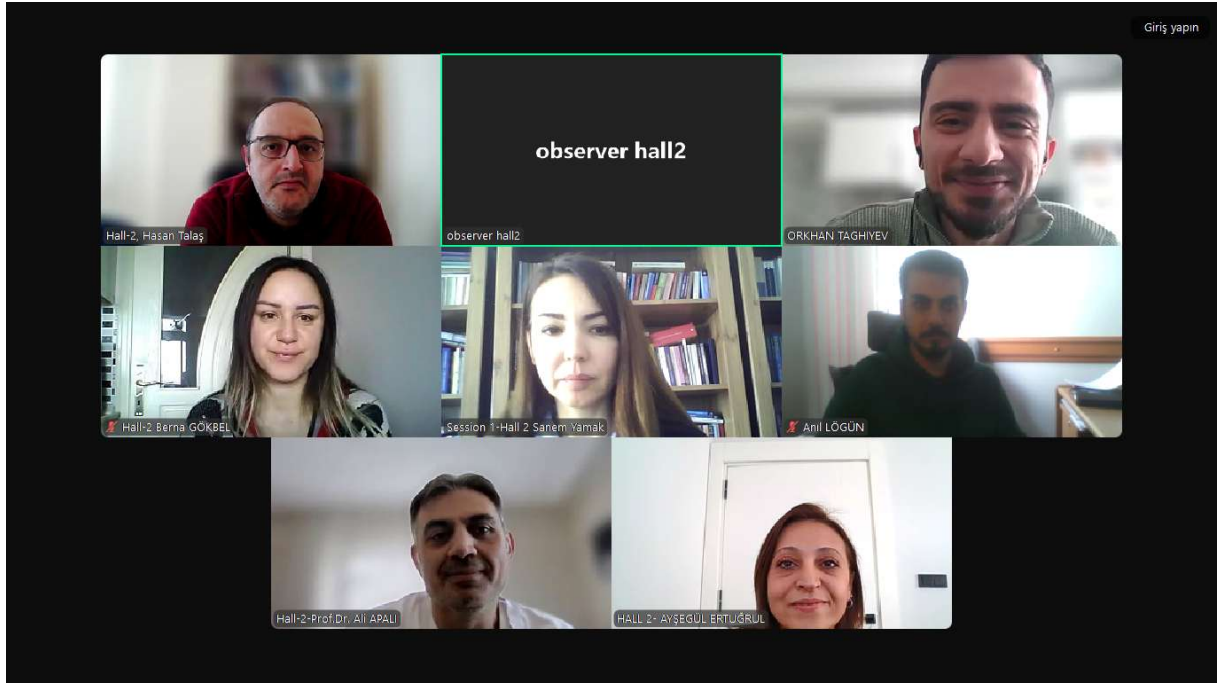 Giriş yapın
observer hall2
Hall-2, Hasan Talaş
observer hall2
ORKHAN TAGHIYEV
Hall-2 Berna GÖKBEL
Session 1-Hall 2 Sanem Yamak
Anıl LÖGÜN
Hall-2-Prof.Dr. Ali APALI
HALL 2- AYŞEGÜL ERTUĞRUL